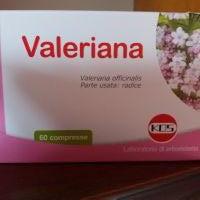 Valeriana
Valeriana officinalis
Parte usata: radice
60 compresse
KOS
Laboratorio di erboristeria